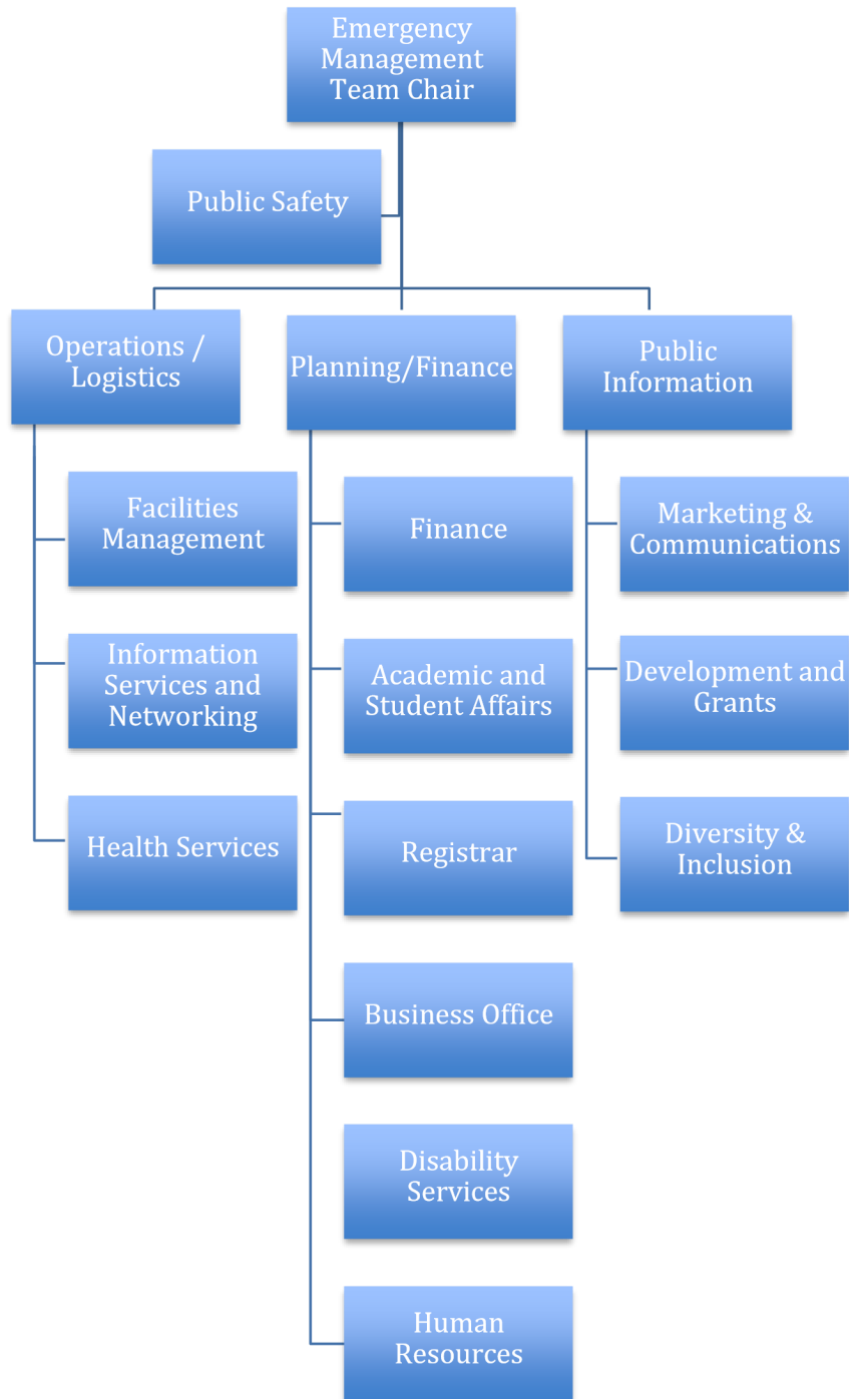 Emergency
Management
Team Chair
Public Safety
Operations /
Logistics
Planning/Finance
Public
Information
Facilities
Management
Information
Services and
Networking
Health Services
Finance
Academic and
Student Affairs
Registrar
Business Office
Disability
Services
Human
Resources
Marketing &
Communications
Development and
Grants
Diversity &
Inclusion